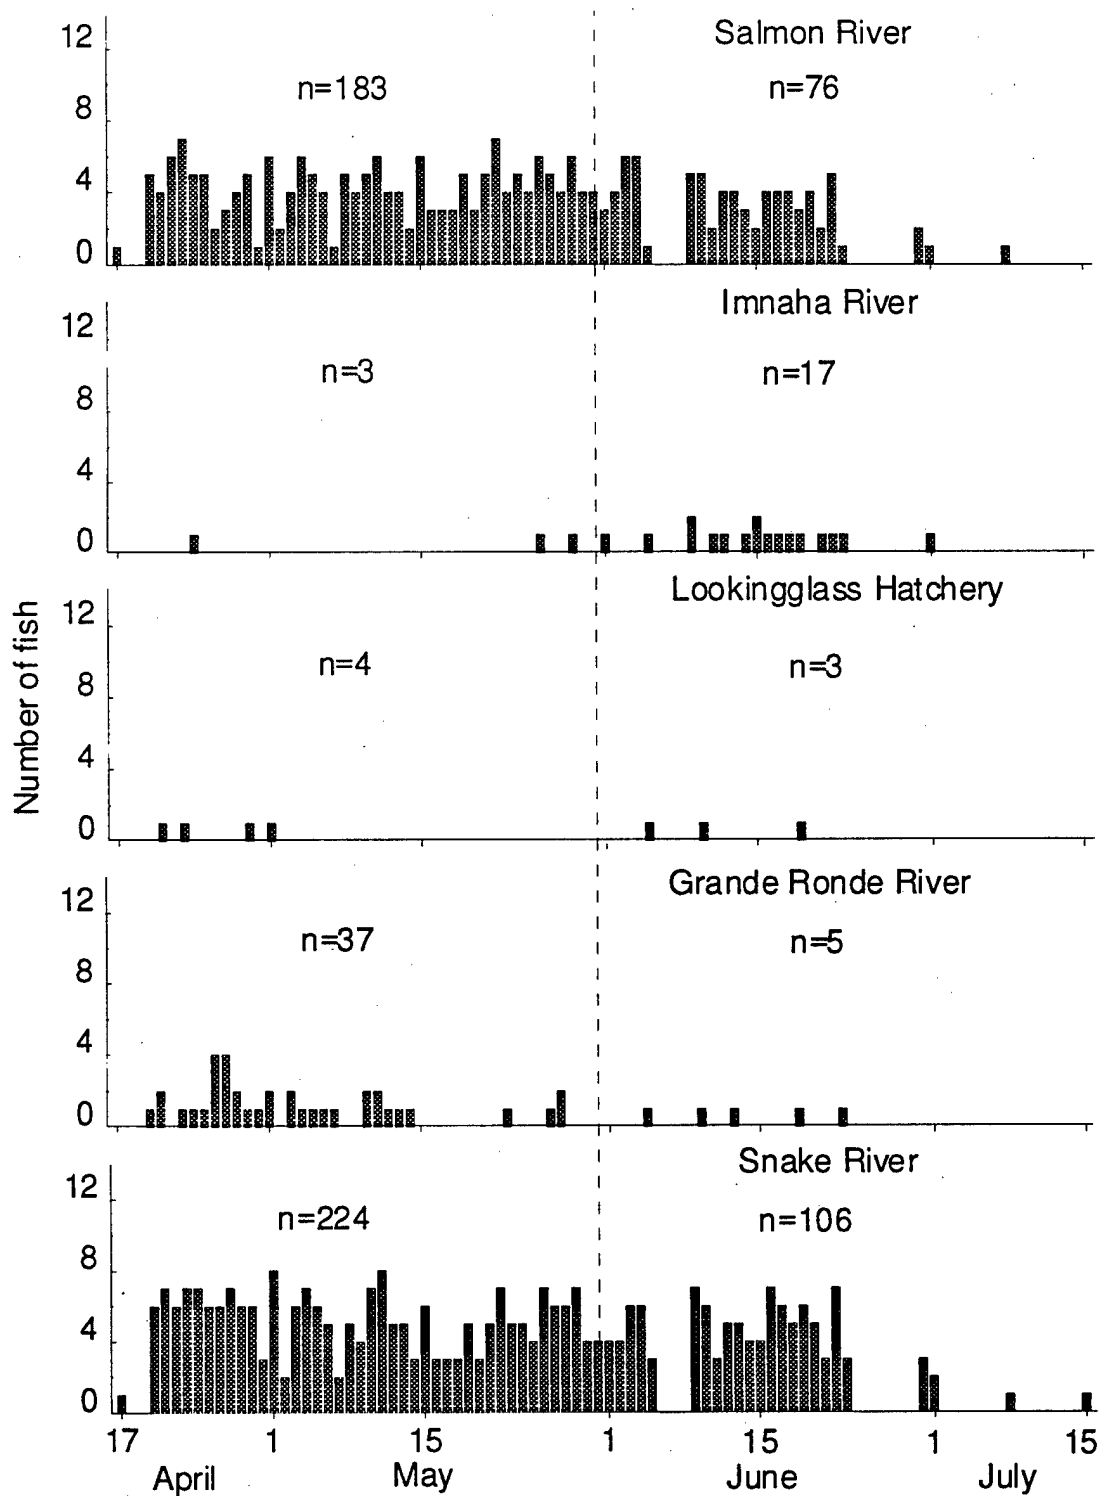 Salmon River
12
8
4
0
n=183
n=76
Imnaha River
12
8
4
0
n=3
n=17
Lookingglass Hatchery
12
8
4
0
n=4
n=3
Number of fish
Grande Ronde River
12
8
4
0
n=37
n=5
Snake River
12
8
4
0
n=224
n=106
17 1 15 1 15 1 15
April May June July